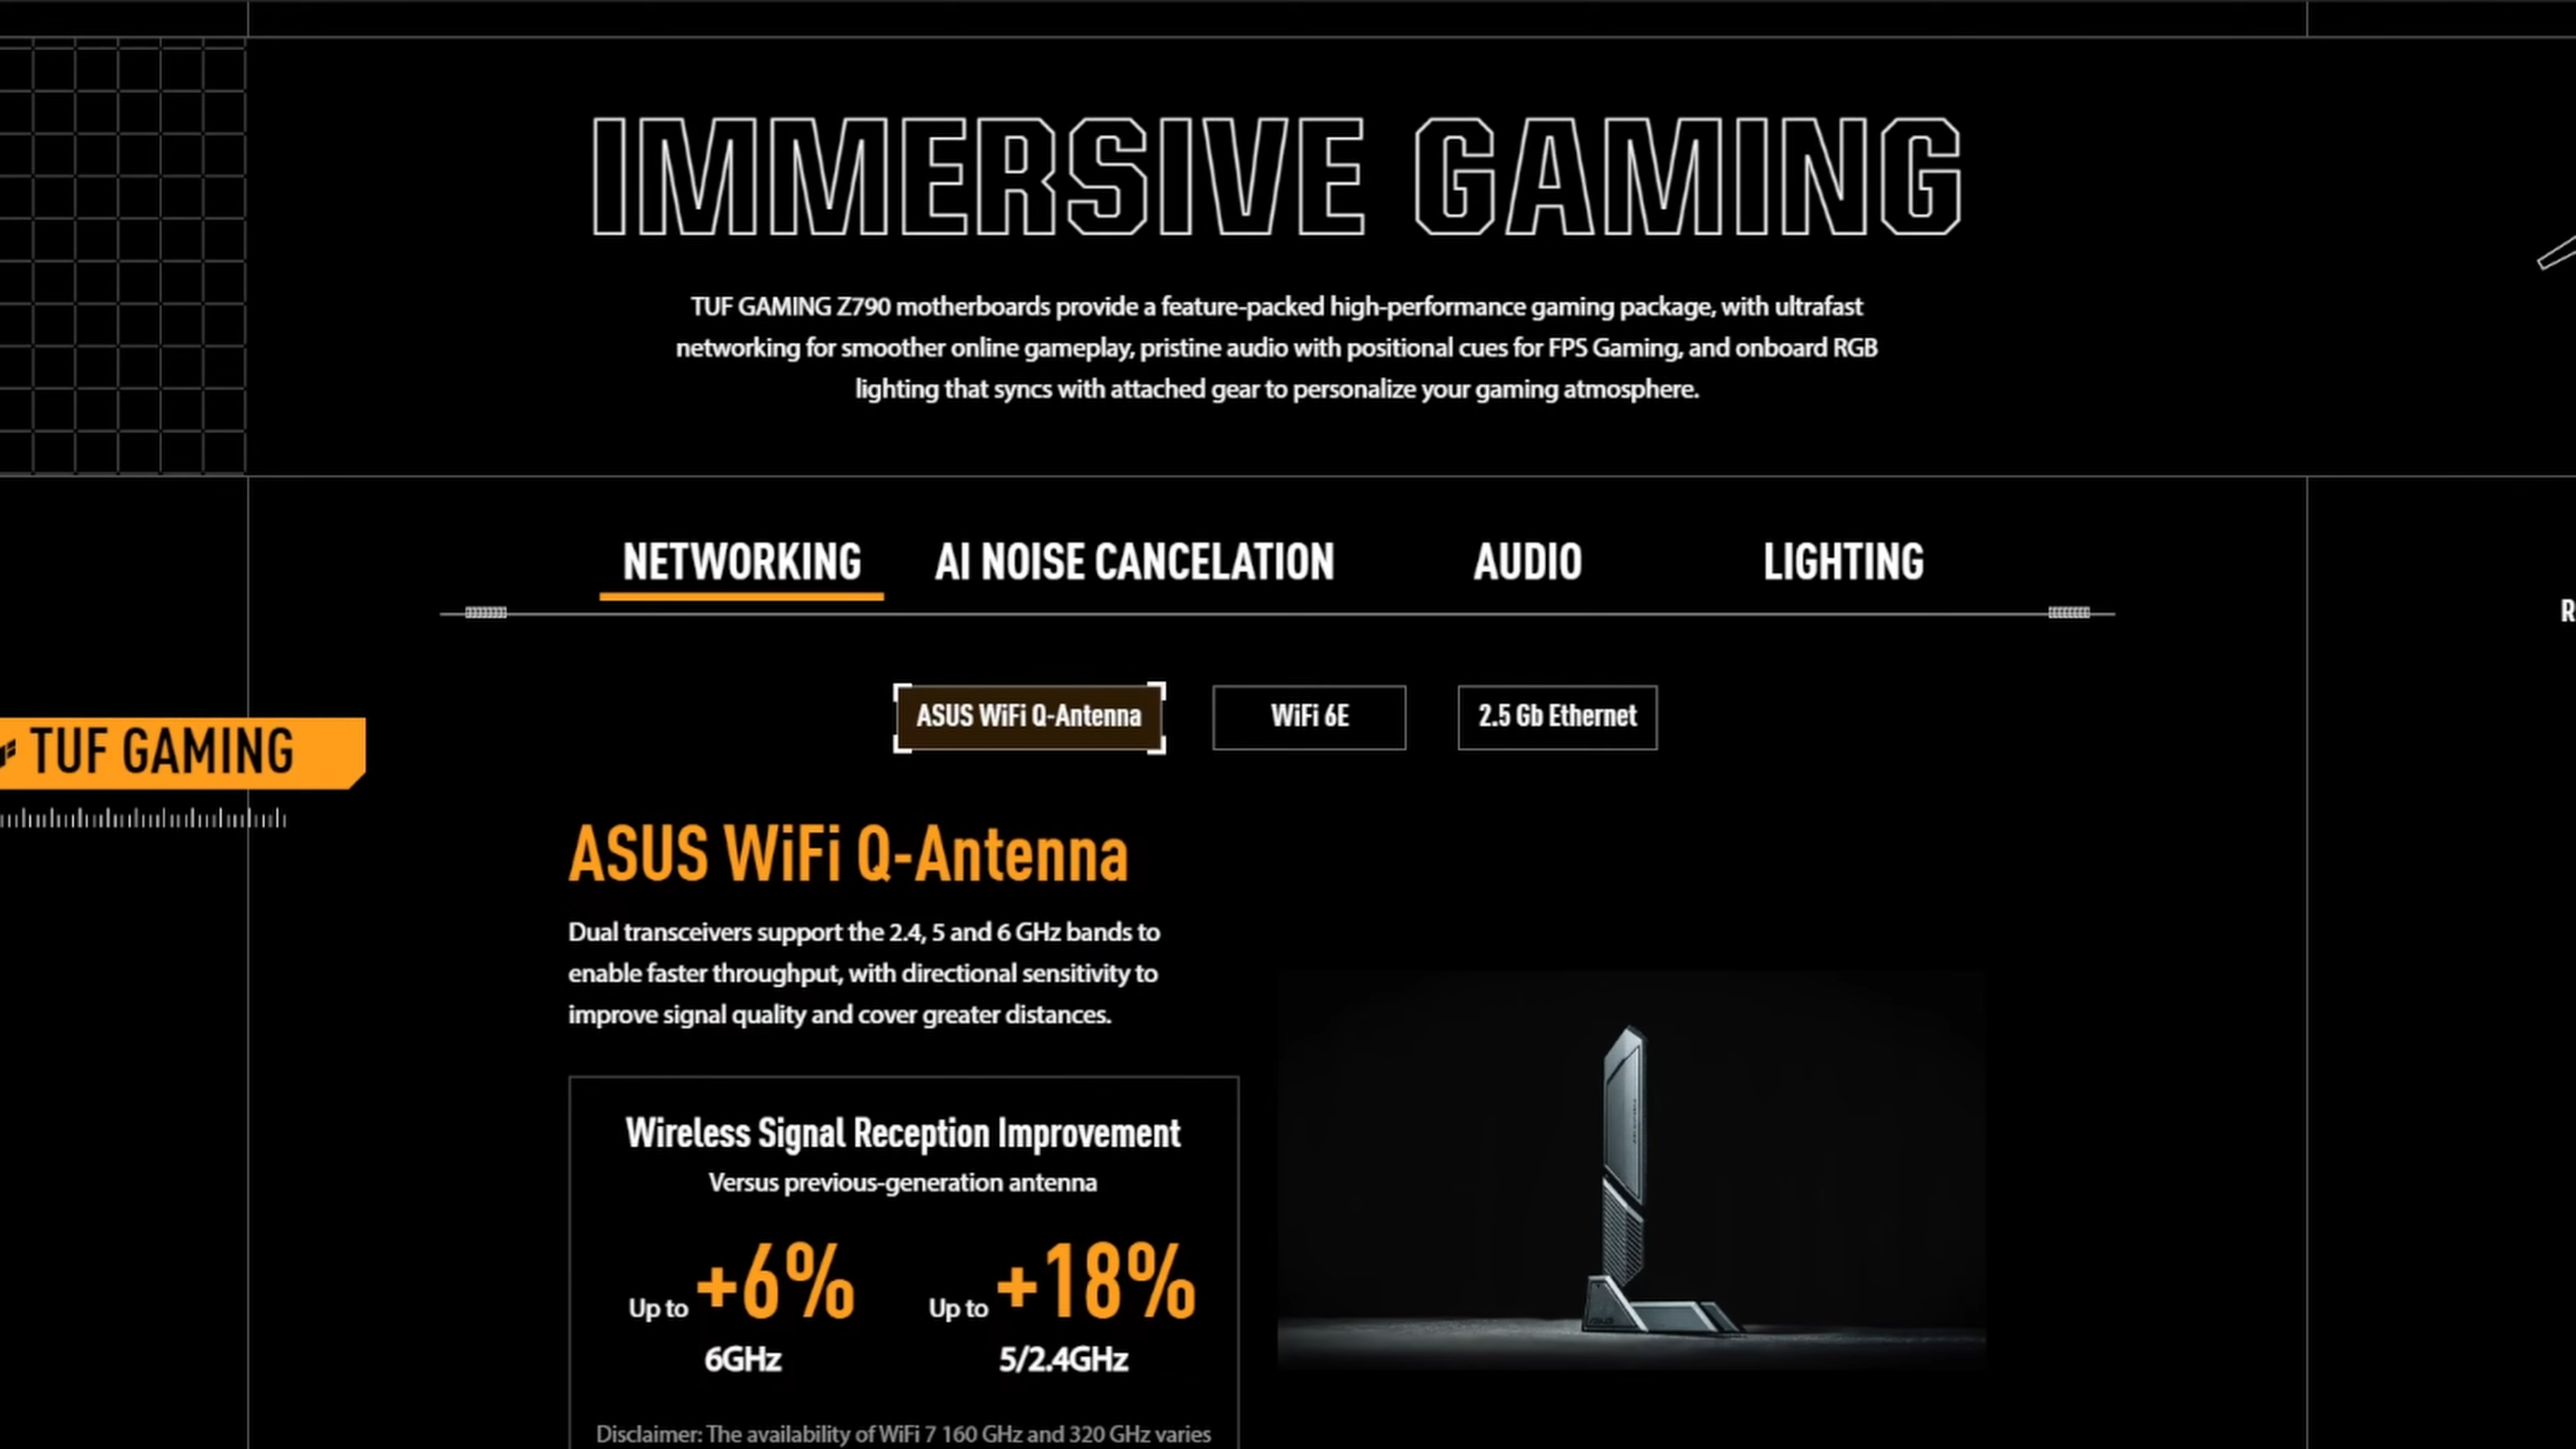 IMMERSIVE GAMING
TUF GAMING Z790 motherboards provide a feature-packed high-performance gaming package, with ultrafast
networking for smoother online gameplay, pristine audio with positional cues for FPS Gaming, and onboard RGB
lighting that syncs with attached gear to personalize your gaming atmosphere.
NETWORKING AI NOISE CANCELATION AUDIO LIGHTING
R
ASUS WiFi Q-Antenna WiFi 6E 2.5 Gb Ethernet
TUF GAMING
ASUS WiFi Q-Antenna
Dual transceivers support the 2.4, 5 and 6 GHz bands to
enable faster throughput, with directional sensitivity to
improve signal quality and cover greater distances.
Wireless Signal Reception Improvement
Versus previous-generation antenna
Up to +6% Up to +18%
6GHz 5/2.4GHz
Disclaimer: The availability of WiFi 7 160 GHz and 320 GHz varies